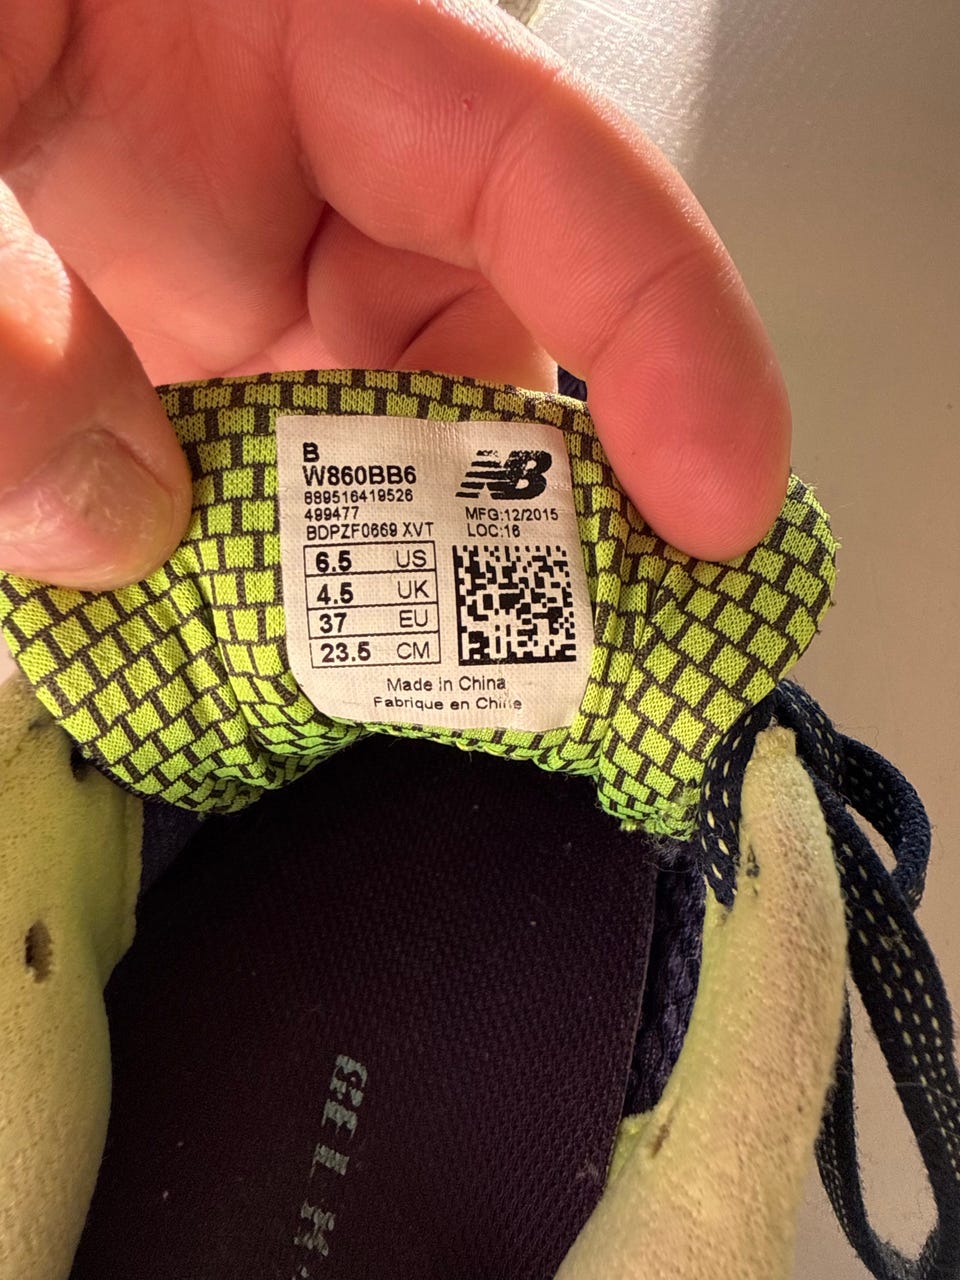 B
W860BB6
889516419526
499477
BDPZF0669 XVT
NB
MFG:12/2015
LOC:16
6.5 US
4.5 UK
37 EU
23.5 CM
Made in China
Fabrique en Chine